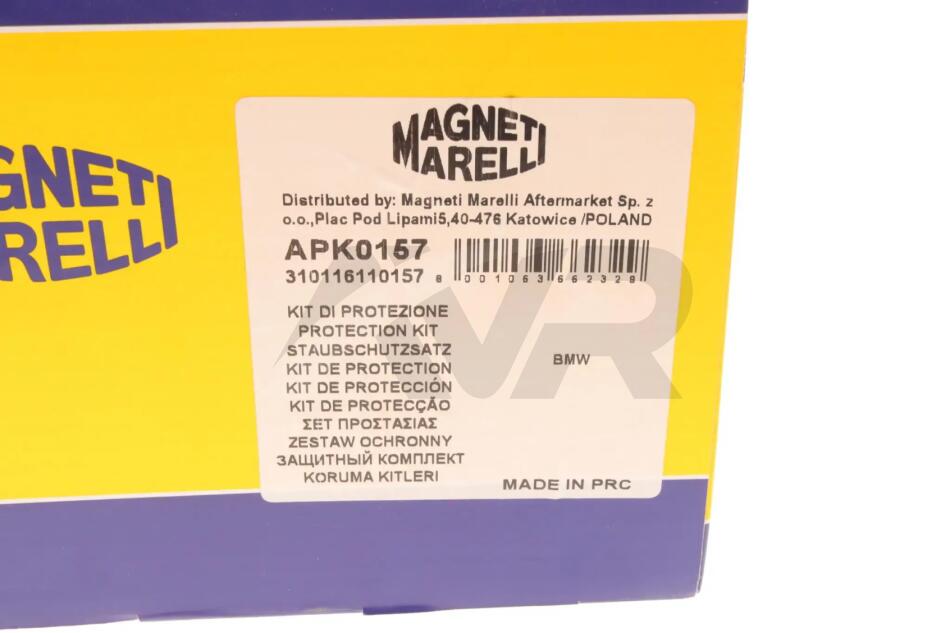 GNETI
RELLI
MAGNETI
MARELLI
Distributed by: Magneti Marelli Aftermarket Sp. z
o.o.,Plac Pod Lipami5,40-476 Katowice /POLAND
APK0157
310116110157
8 001063 662328
KIT DI PROTEZIONE
PROTECTION KIT
STAUBSCHUTZSATZ
KIT DE PROTECTION
KIT DE PROTECCIÓN
KIT DE PROTECÇÃO
ΣΕΤ ΠΡΟΣΤΑΣΙΑΣ
ZESTAW OCHRONNY
ЗАЩИТНЫЙ КОМПЛЕКТ
KORUMA KITLERI
BMW
MADE IN PRC